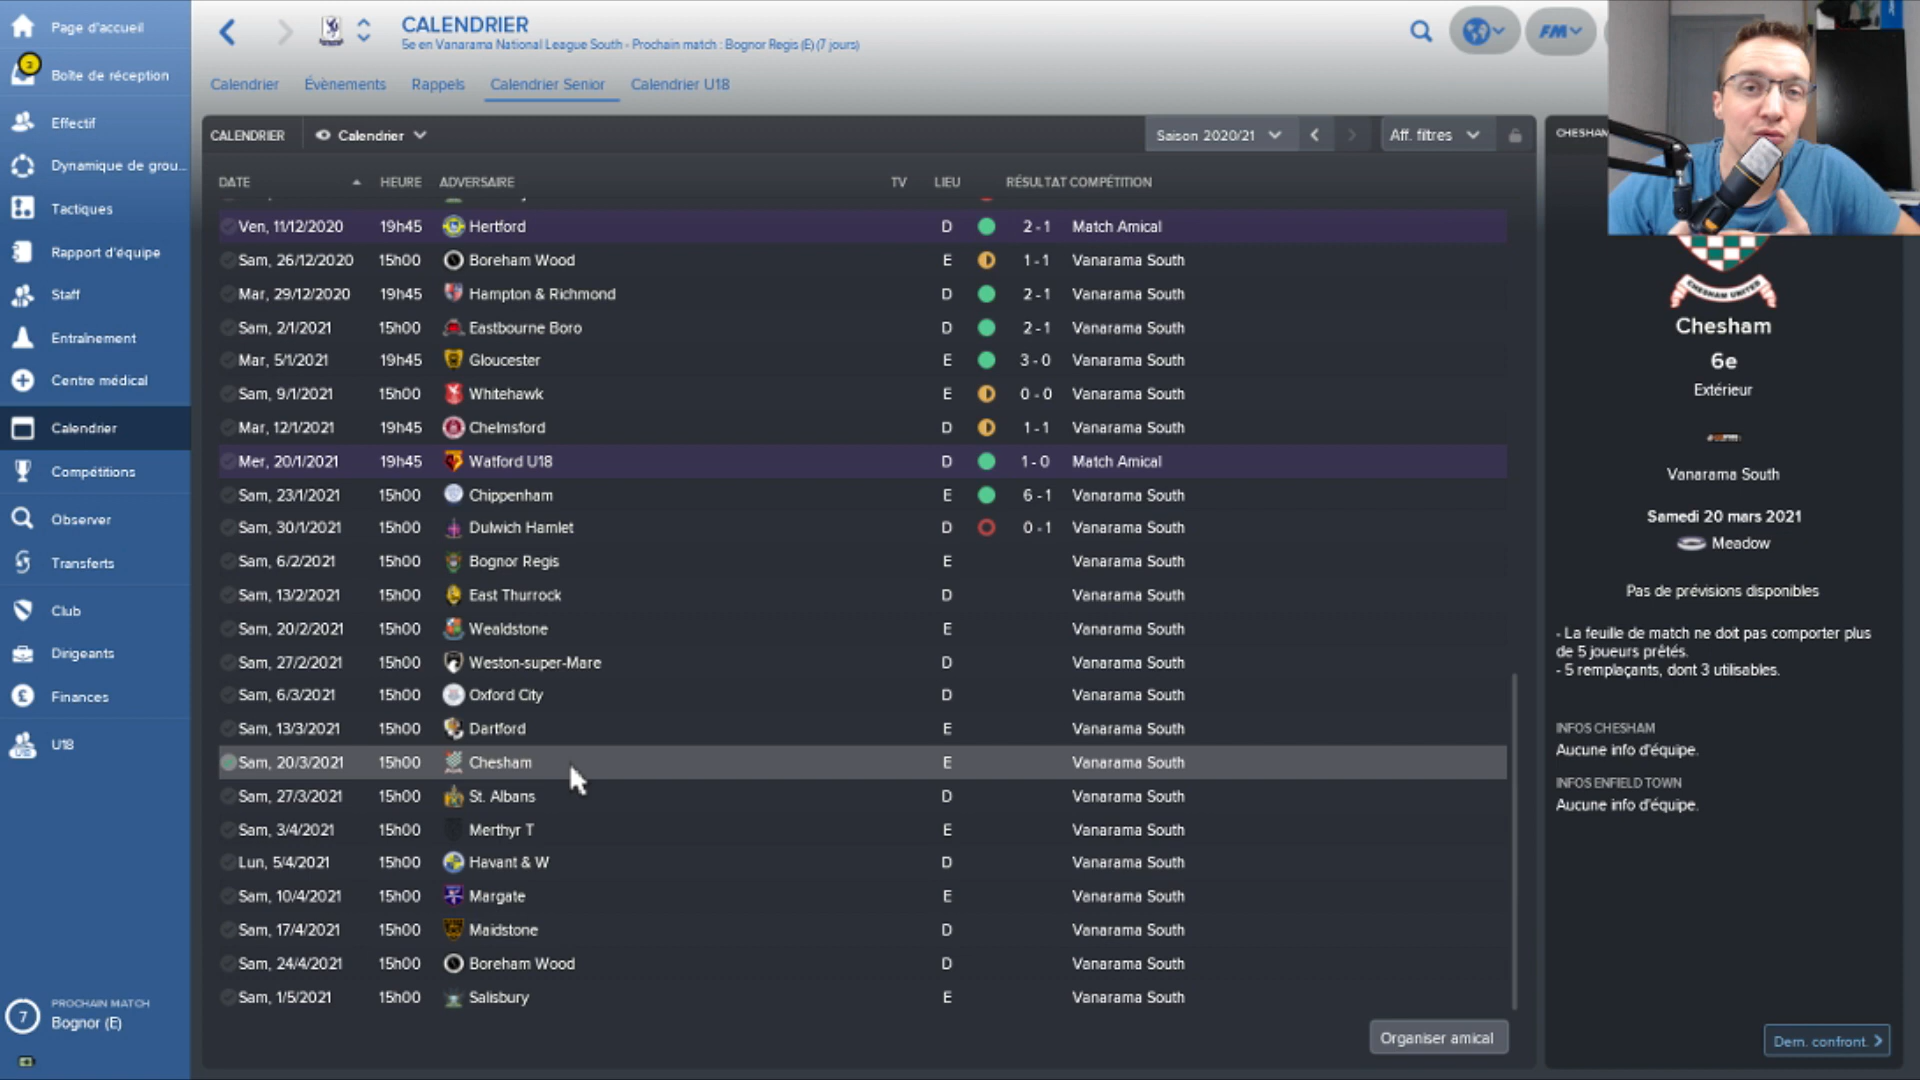 Page d'accueil
3
Boîte de réception
Effectif
Dynamique de grou...
Tactiques
Rapport d'équipe
Staff
Entraînement
Centre médical
Calendrier
Compétitions
Observer
Transferts
Club
Dirigeants
Finances
U18
7
PROCHAIN MATCH
Bognor (E)
CALENDRIER
5e en Vanarama National League South - Prochain match : Bognor Regis (E) (7 jours)
FM
Calendrier Évènements Rappels Calendrier Senior Calendrier U18
CALENDRIER Calendrier Saison 2020/21 Aff. filtres
DATE HEURE ADVERSAIRE TV LIEU RÉSULTAT COMPÉTITION
Ven, 11/12/2020 19h45 Hertford D 2 - 1 Match Amical
Sam, 26/12/2020 15h00 Boreham Wood E 1 - 1 Vanarama South
Mar, 29/12/2020 19h45 Hampton & Richmond D 2 - 1 Vanarama South
Sam, 2/1/2021 15h00 Eastbourne Boro D 2 - 1 Vanarama South
Mar, 5/1/2021 19h45 Gloucester E 3 - 0 Vanarama South
Sam, 9/1/2021 15h00 Whitehawk E 0 - 0 Vanarama South
Mar, 12/1/2021 19h45 Chelmsford D 1 - 1 Vanarama South
Mer, 20/1/2021 19h45 Watford U18 D 1 - 0 Match Amical
Sam, 23/1/2021 15h00 Chippenham E 6 - 1 Vanarama South
Sam, 30/1/2021 15h00 Dulwich Hamlet D 0 - 1 Vanarama South
Sam, 6/2/2021 15h00 Bognor Regis E Vanarama South
Sam, 13/2/2021 15h00 East Thurrock D Vanarama South
Sam, 20/2/2021 15h00 Wealdstone E Vanarama South
Sam, 27/2/2021 15h00 Weston-super-Mare D Vanarama South
Sam, 6/3/2021 15h00 Oxford City D Vanarama South
Sam, 13/3/2021 15h00 Dartford E Vanarama South
Sam, 20/3/2021 15h00 Chesham E Vanarama South
Sam, 27/3/2021 15h00 St. Albans D Vanarama South
Sam, 3/4/2021 15h00 Merthyr T E Vanarama South
Lun, 5/4/2021 15h00 Havant & W D Vanarama South
Sam, 10/4/2021 15h00 Margate E Vanarama South
Sam, 17/4/2021 15h00 Maidstone D Vanarama South
Sam, 24/4/2021 15h00 Boreham Wood D Vanarama South
Sam, 1/5/2021 15h00 Salisbury E Vanarama South
Organiser amical
CHESHAM
CHESHAM UNITED
Chesham
6e
Extérieur
Vanarama South
Samedi 20 mars 2021
Meadow
Pas de prévisions disponibles
- La feuille de match ne doit pas comporter plus
de 5 joueurs prêtés.
- 5 remplaçants, dont 3 utilisables.
INFOS CHESHAM
Aucune info d'équipe.
INFOS ENFIELD TOWN
Aucune info d'équipe.
Dern. confront.